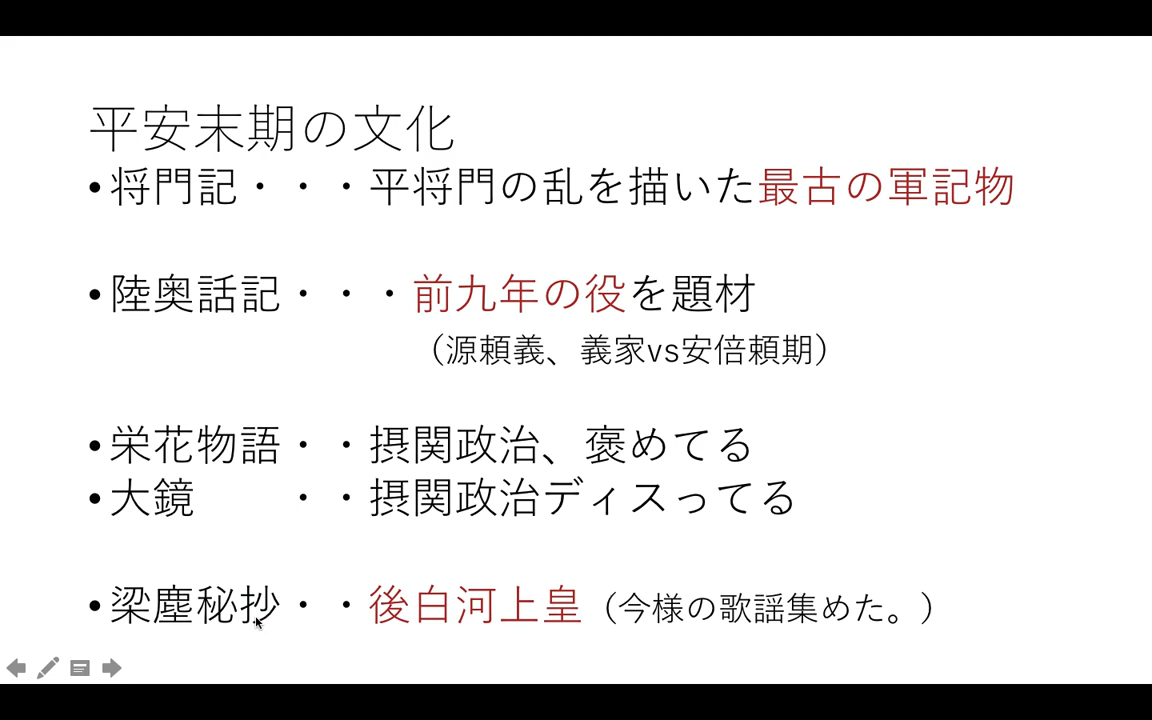 平安末期の文化
•将門記・・・平将門の乱を描いた最古の軍記物
•陸奥話記・・・前九年の役を題材
（源頼義、義家vs安倍頼期）
•栄花物語・・摂関政治、褒めてる
•大鏡　　・・摂関政治ディスってる
•梁塵秘抄・・後白河上皇（今様の歌謡集めた。）